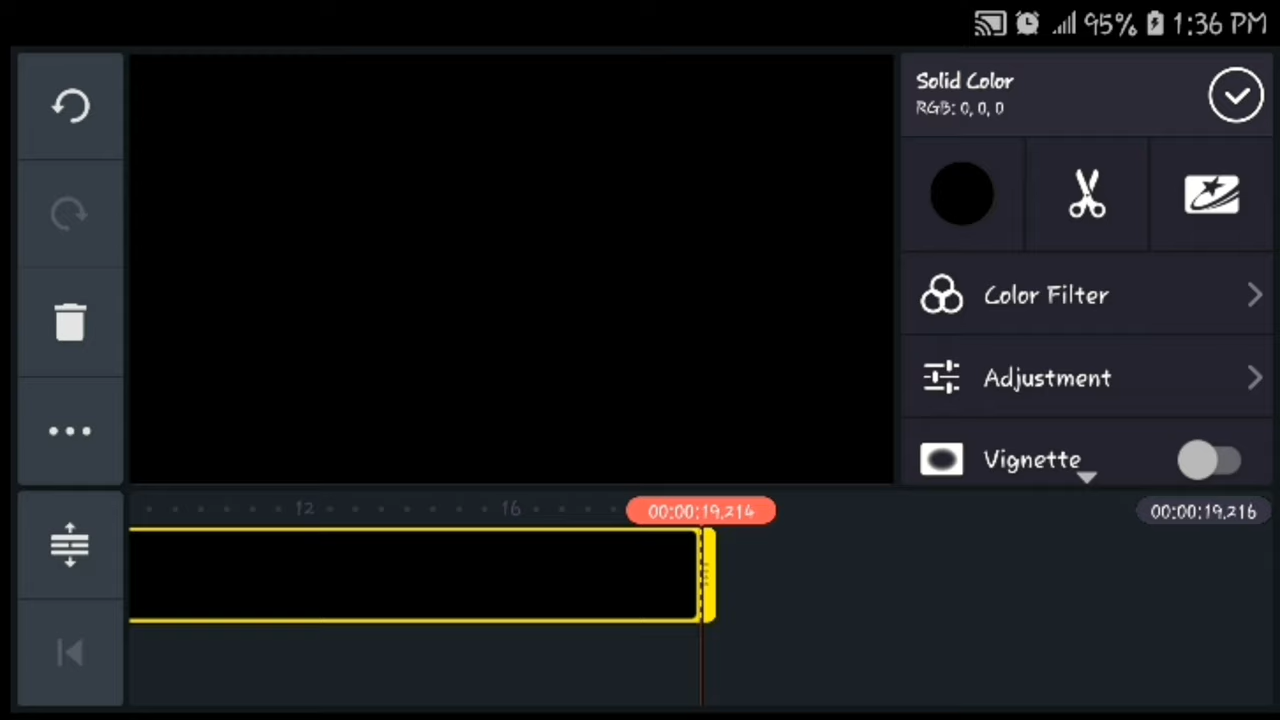 95% 1:36 PM
Solid Color
RGB: 0, 0, 0
Color Filter
Adjustment
Vignette
12
16
00:00:19.214
00:00:19.216